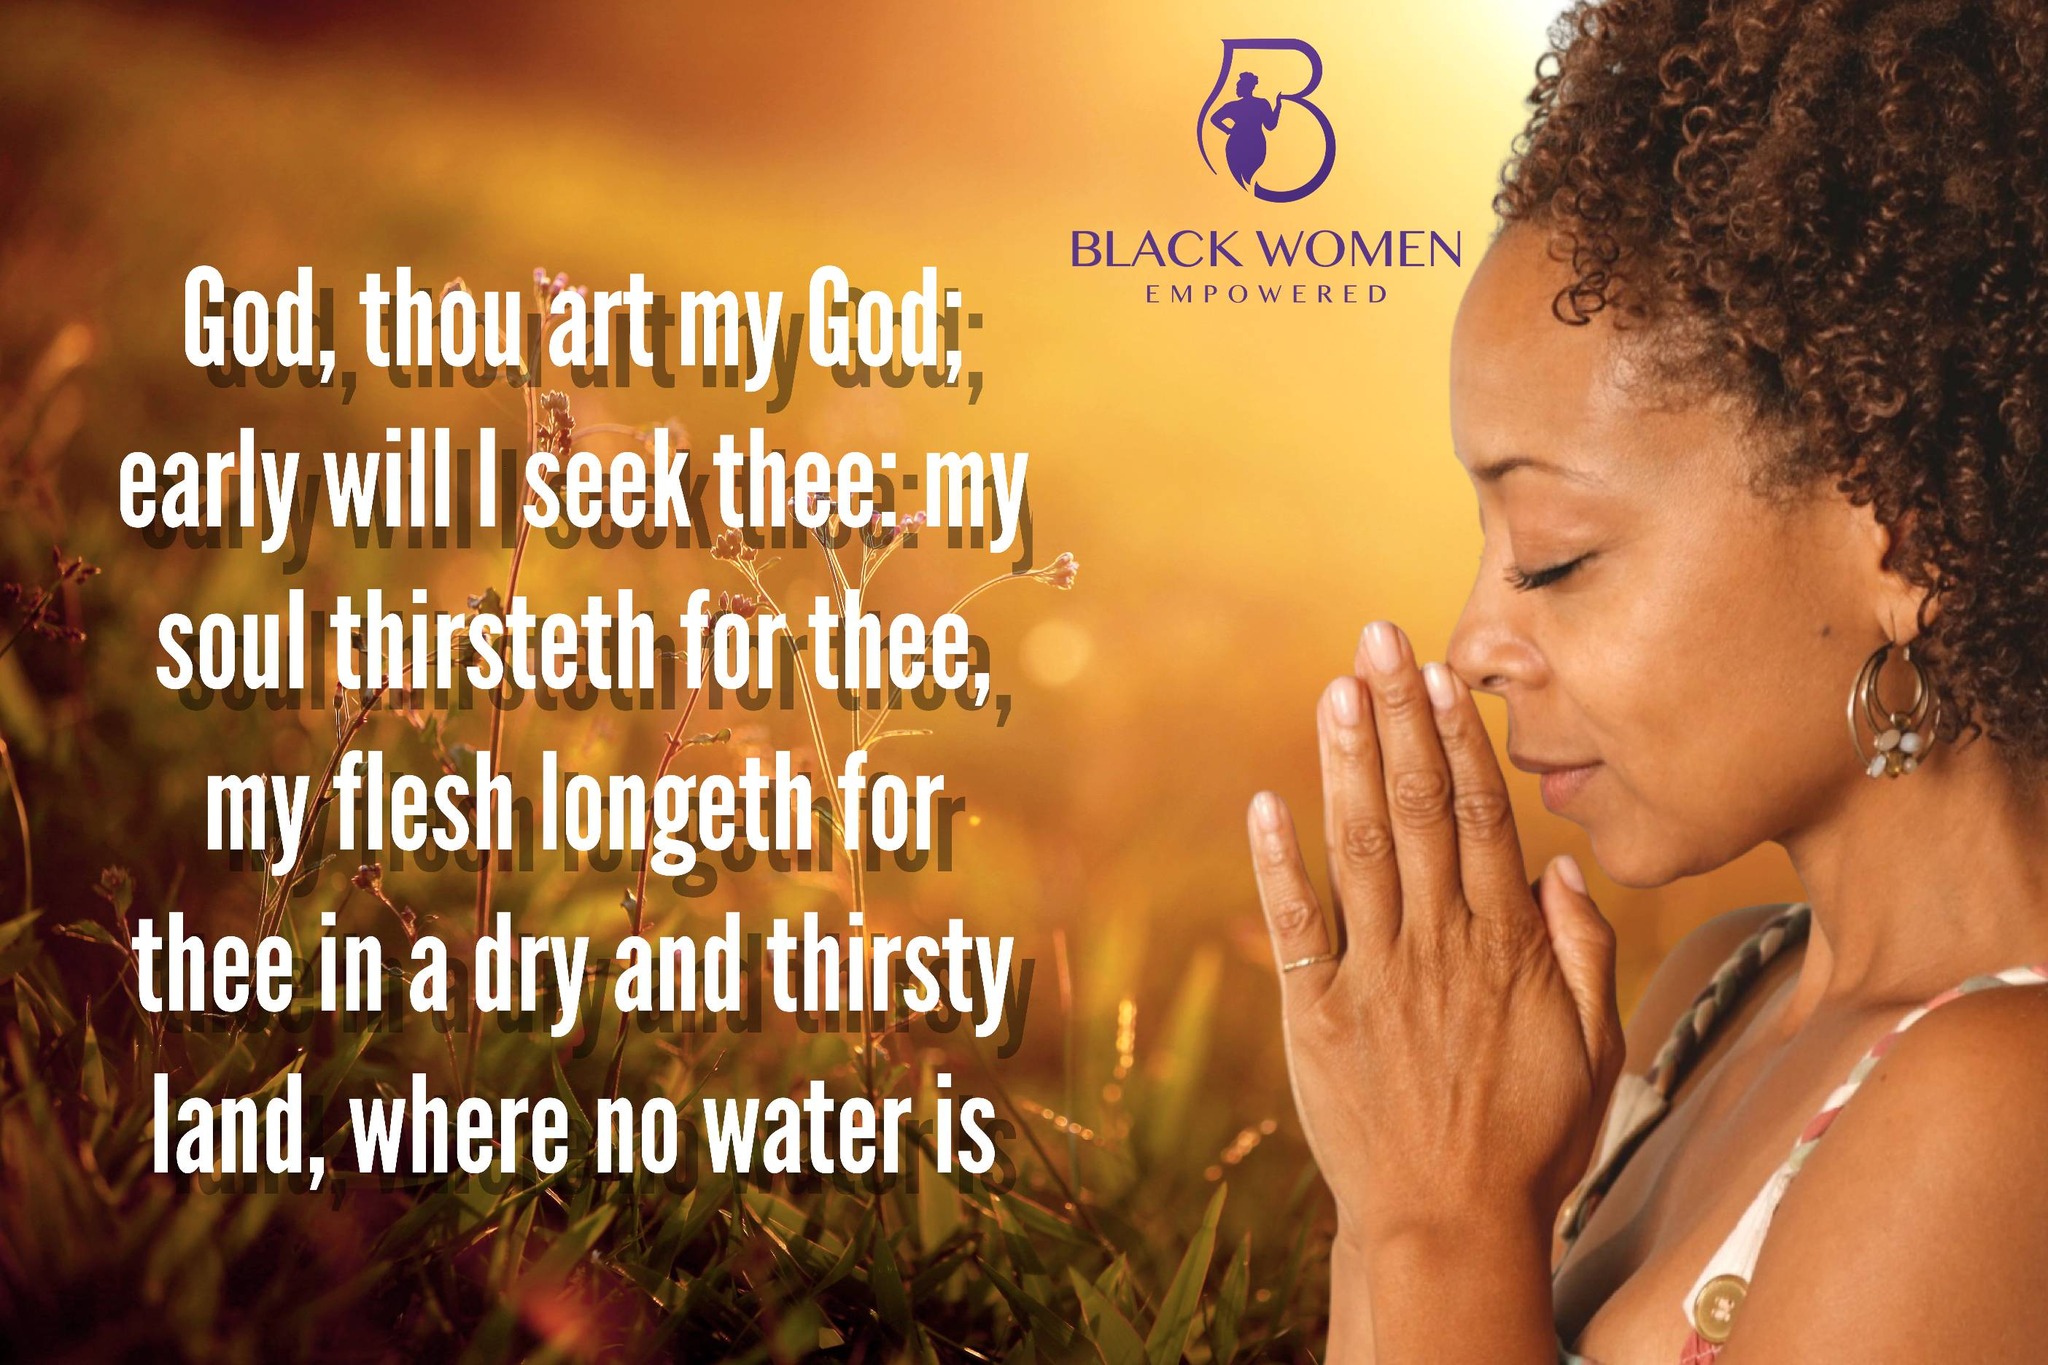 BLACK WOMEN
EMPOWERED
God, thou art my God;
early will I seek thee: my
soul thirsteth for thee,
my flesh longeth for
thee in a dry and thirsty
land, where no water is